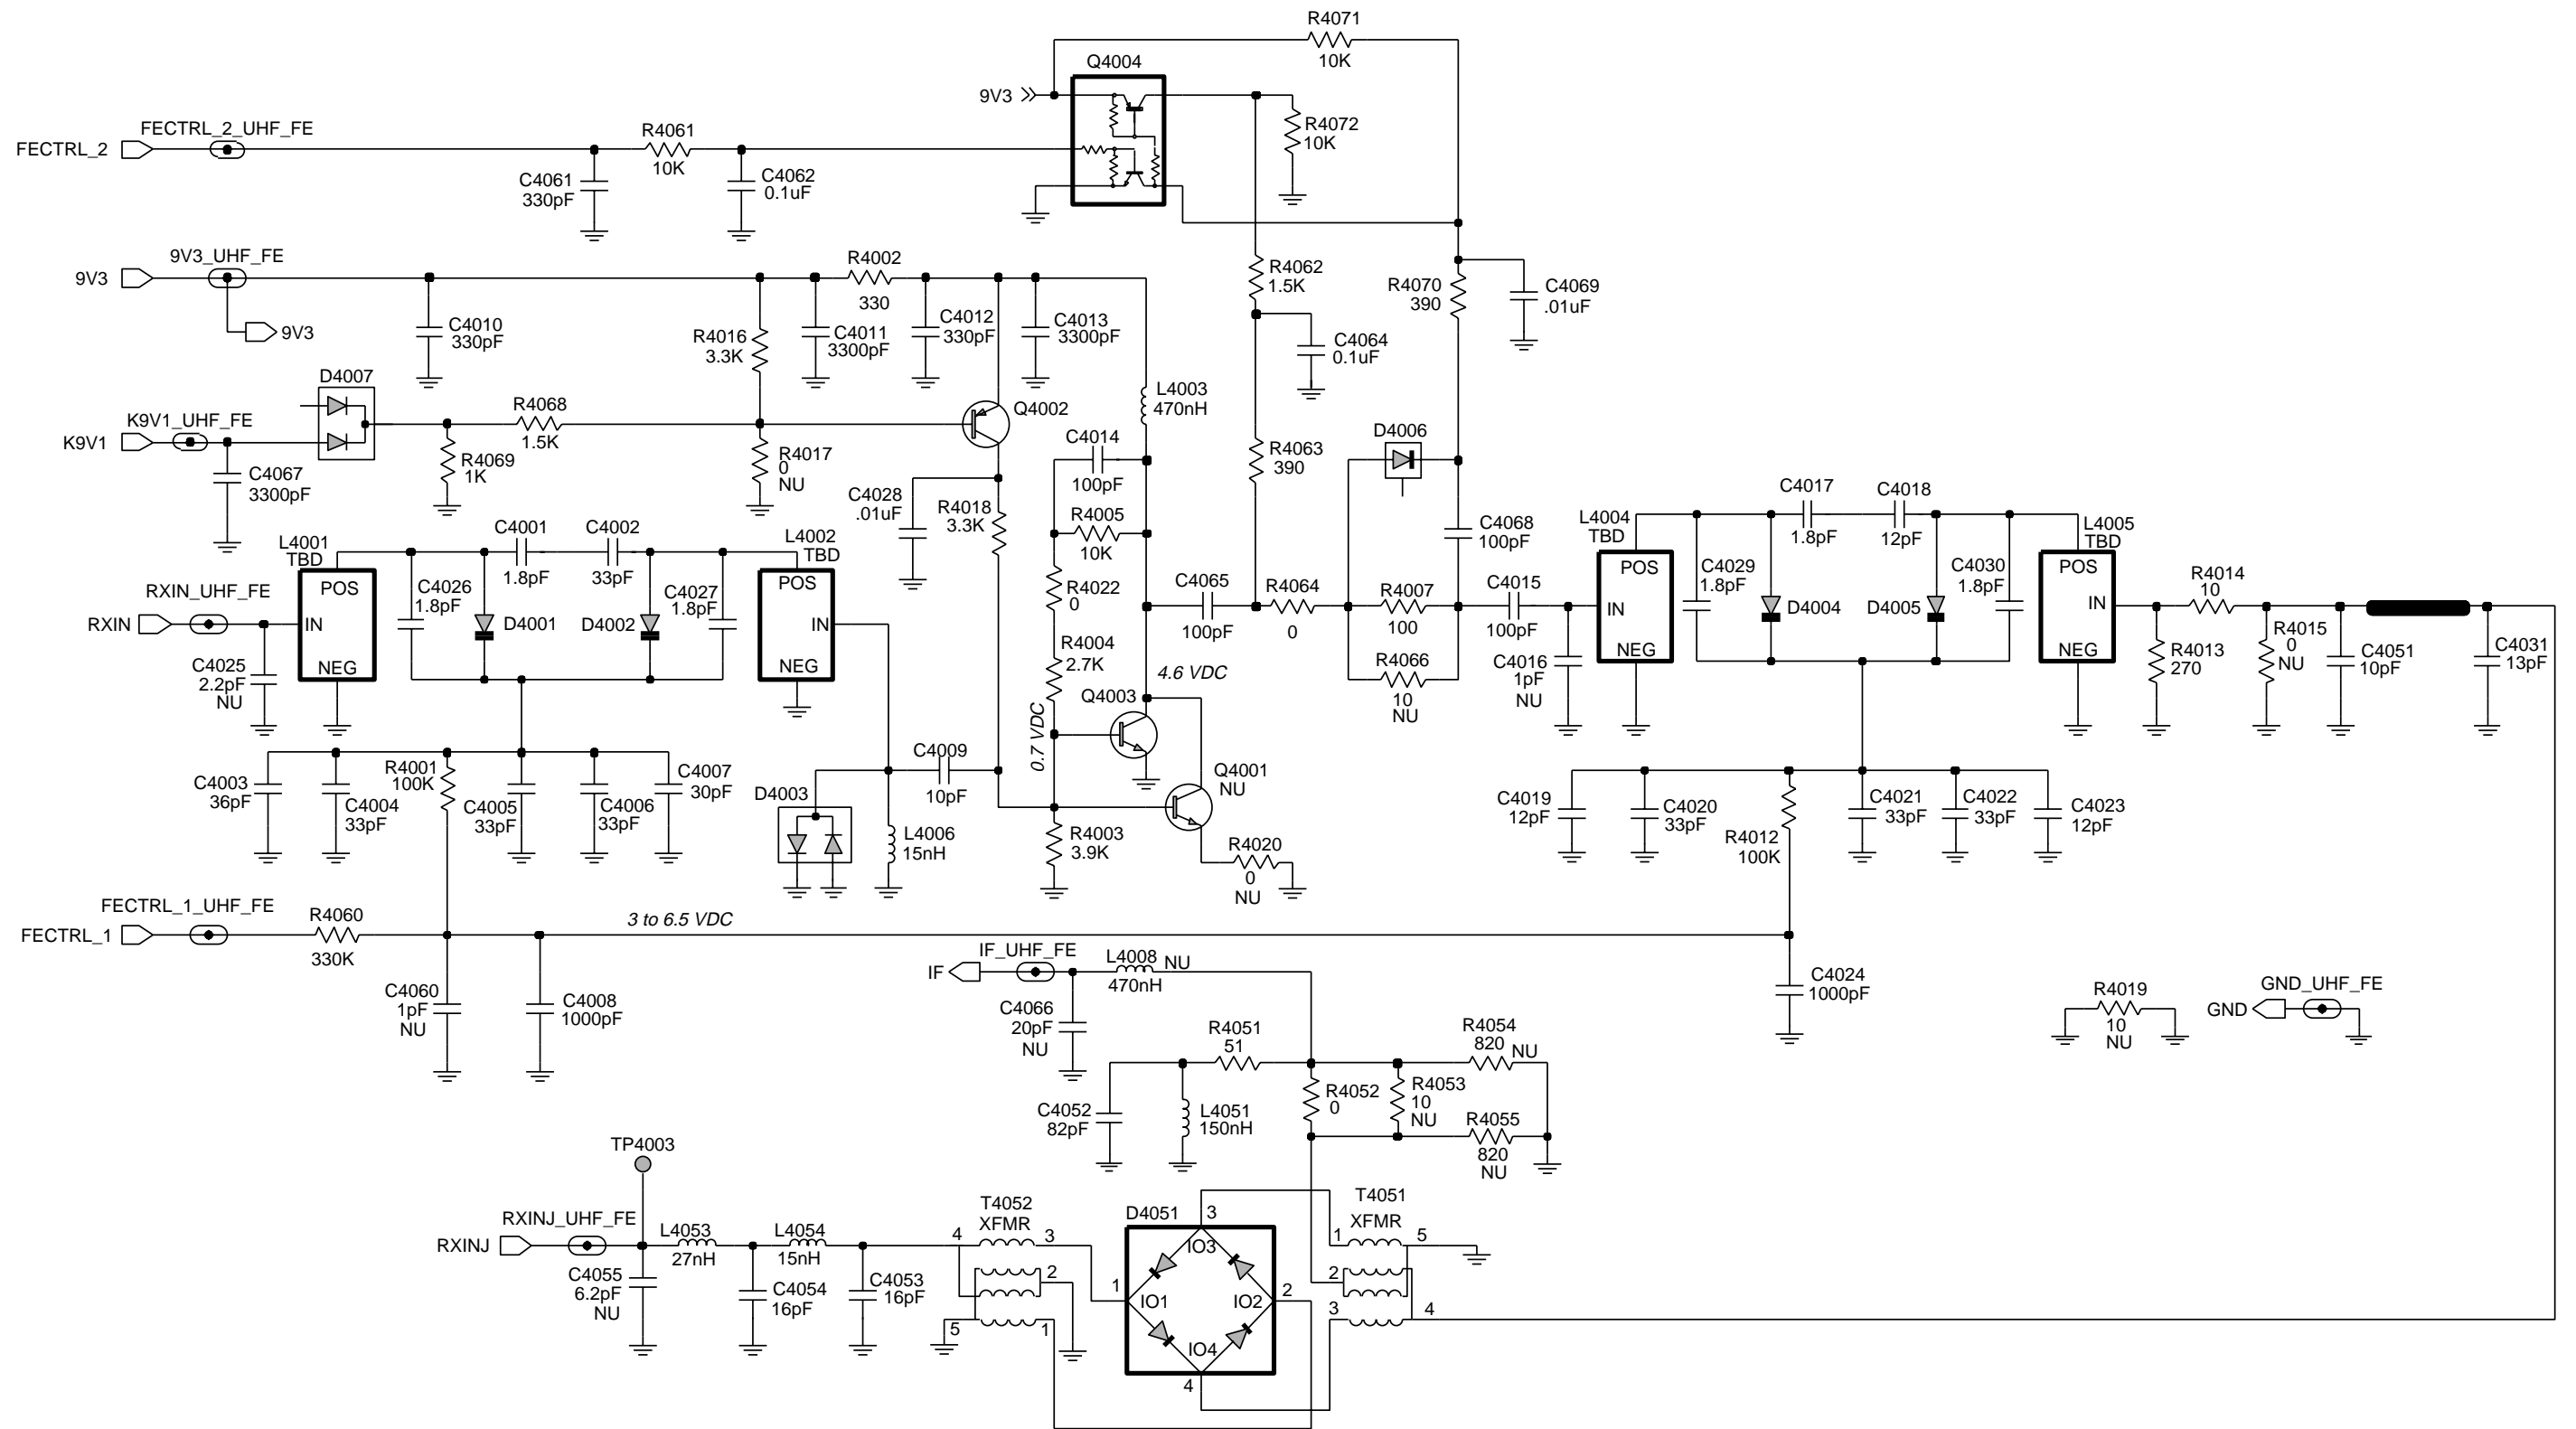 R4071
10K
Q4004
9V3
R4072
10K
FECTRL_2_UHF_FE
FECTRL_2
R4061
10K
C4061
330pF
C4062
0.1uF
9V3_UHF_FE
9V3
9V3
R4002
330
R4062
1.5K
R4070
390
C4069
.01uF
C4010
330pF
R4016
3.3K
C4011
3300pF
C4012
330pF
C4013
3300pF
C4064
0.1uF
D4007
L4003
470nH
K9V1_UHF_FE
K9V1
R4068
1.5K
Q4002
C4014
100pF
D4006
R4069
1K
R4017
0
NU
R4063
390
C4067
3300pF
C4028
.01uF
R4018
3.3K
R4005
10K
C4068
100pF
C4017
1.8pF
C4018
12pF
L4004
TBD
L4005
TBD
L4001
TBD
C4001
1.8pF
C4002
33pF
L4002
TBD
POS
IN
NEG
C4026
1.8pF
D4001
D4002
C4027
1.8pF
POS
IN
NEG
R4022
0
C4065
100pF
R4064
0
R4007
100
C4015
100pF
POS
IN
NEG
C4029
1.8pF
D4004
D4005
C4030
1.8pF
POS
IN
NEG
R4014
10
RXIN_UHF_FE
RXIN
C4025
2.2pF
NU
R4004
2.7K
4.6 VDC
R4066
10
NU
C4016
1pF
NU
R4013
270
R4015
0
NU
C4051
10pF
C4031
13pF
Q4003
0.7 VDC
C4003
36pF
C4004
33pF
R4001
100K
C4005
33pF
C4006
33pF
C4007
30pF
C4009
10pF
Q4001
NU
D4003
L4006
15nH
R4003
3.9K
R4020
0
NU
C4019
12pF
C4020
33pF
R4012
100K
C4021
33pF
C4022
33pF
C4023
12pF
FECTRL_1_UHF_FE
FECTRL_1
R4060
330K
3 to 6.5 VDC
IF_UHF_FE
IF
L4008
NU
470nH
C4060
1pF
NU
C4008
1000pF
C4066
20pF
NU
C4024
1000pF
R4019
10
NU
GND_UHF_FE
GND
R4051
51
R4054
820
NU
C4052
82pF
L4051
150nH
R4052
0
R4053
10
NU
R4055
820
NU
TP4003
RXINJ_UHF_FE
RXINJ
L4053
27nH
L4054
15nH
C4055
6.2pF
NU
C4054
16pF
C4053
16pF
T4052
XFMR
4
3
2
5
1
D4051
3
IO3
1
IO1
IO2
2
IO4
4
T4051
XFMR
1
5
2
3
4